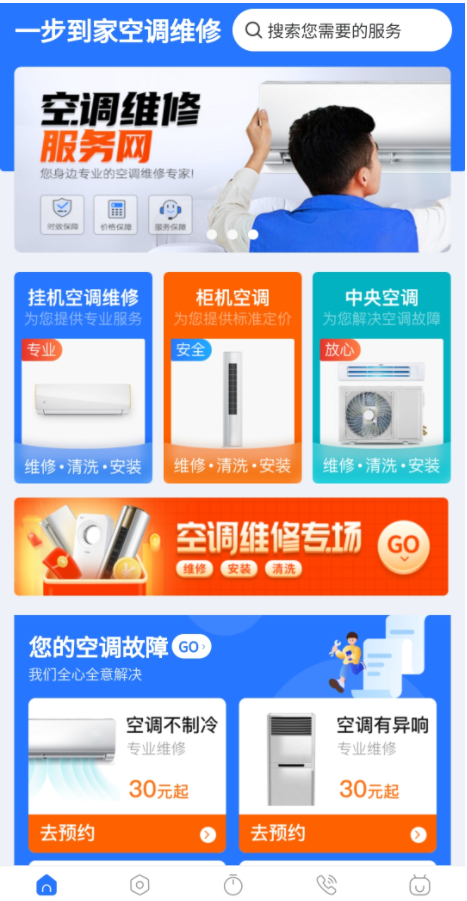 一步到家空调维修
搜索您需要的服务
空调维修
服务网
您身边专业的空调维修专家!
时效保障
价格保障
服务保障
挂机空调维修
为您提供专业服务
专业
维修·清洗·安装
柜机空调
为您提供标准定价
安全
维修·清洗·安装
中央空调
为您解决空调故障
放心
维修·清洗·安装
空调维修专场
维修 安装 清洗
GO
您的空调故障 GO
我们全心全意解决
空调不制冷
专业维修
30元起
去预约
空调有异响
专业维修
30元起
去预约